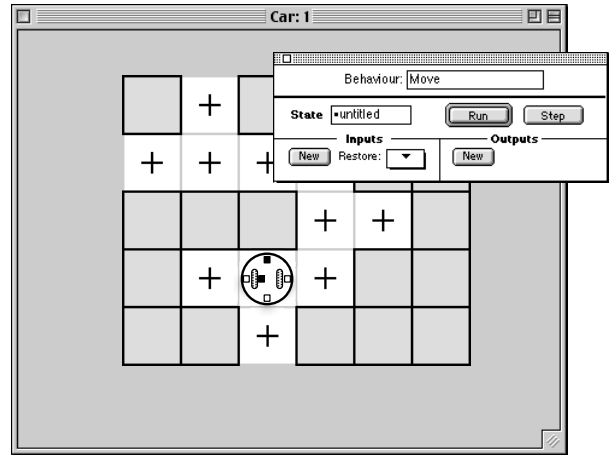 Car: 1
Behaviour: Move
State •untitled Run Step
Inputs Outputs
New Restore: New